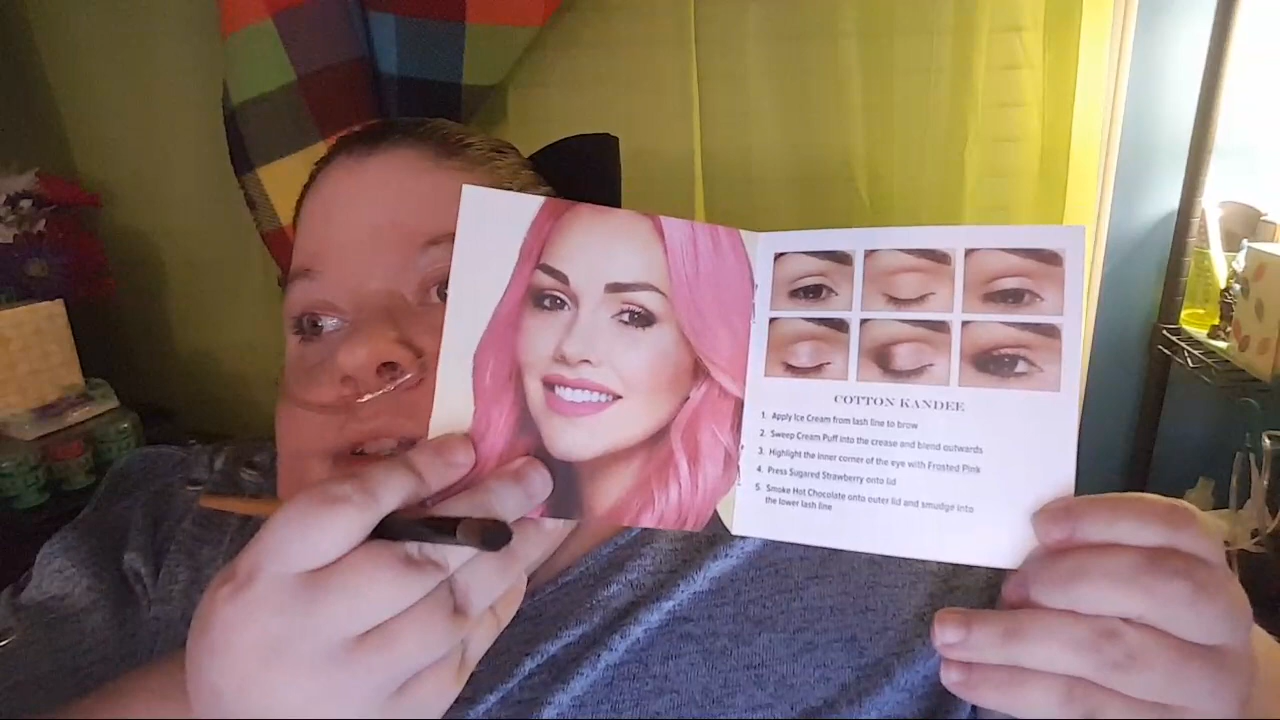 COTTON KANDEE
1. Apply Ice Cream from lash line to brow
2. Sweep Cream Puff into the crease and blend outwards
3. Highlight the inner corner of the eye with Frosted Pink
4. Press Sugared Strawberry onto lid
5. Smoke Hot Chocolate onto outer lid and smudge into
the lower lash line